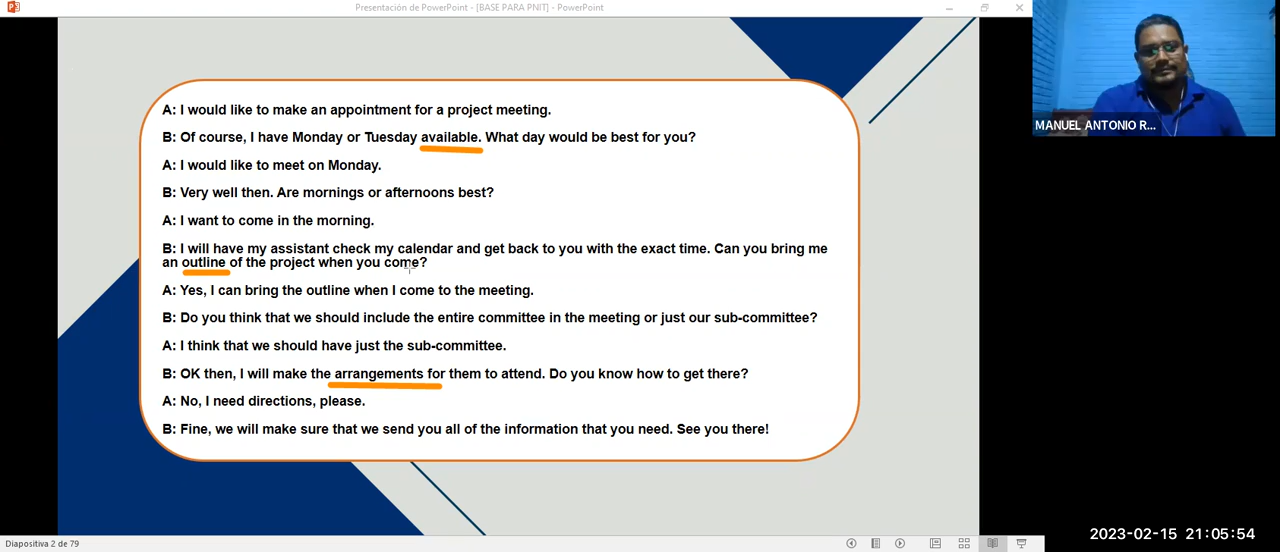 Presentación de PowerPoint - [BASE PARA PNIT] - PowerPoint
A: I would like to make an appointment for a project meeting.
B: Of course, I have Monday or Tuesday available. What day would be best for you?
A: I would like to meet on Monday.
B: Very well then. Are mornings or afternoons best?
A: I want to come in the morning.
B: I will have my assistant check my calendar and get back to you with the exact time. Can you bring me
an outline of the project when you come?
A: Yes, I can bring the outline when I come to the meeting.
B: Do you think that we should include the entire committee in the meeting or just our sub-committee?
A: I think that we should have just the sub-committee.
B: OK then, I will make the arrangements for them to attend. Do you know how to get there?
A: No, I need directions, please.
B: Fine, we will make sure that we send you all of the information that you need. See you there!
MANUEL ANTONIO R...
Diapositiva 2 de 79
2023-02-15 21:05:54